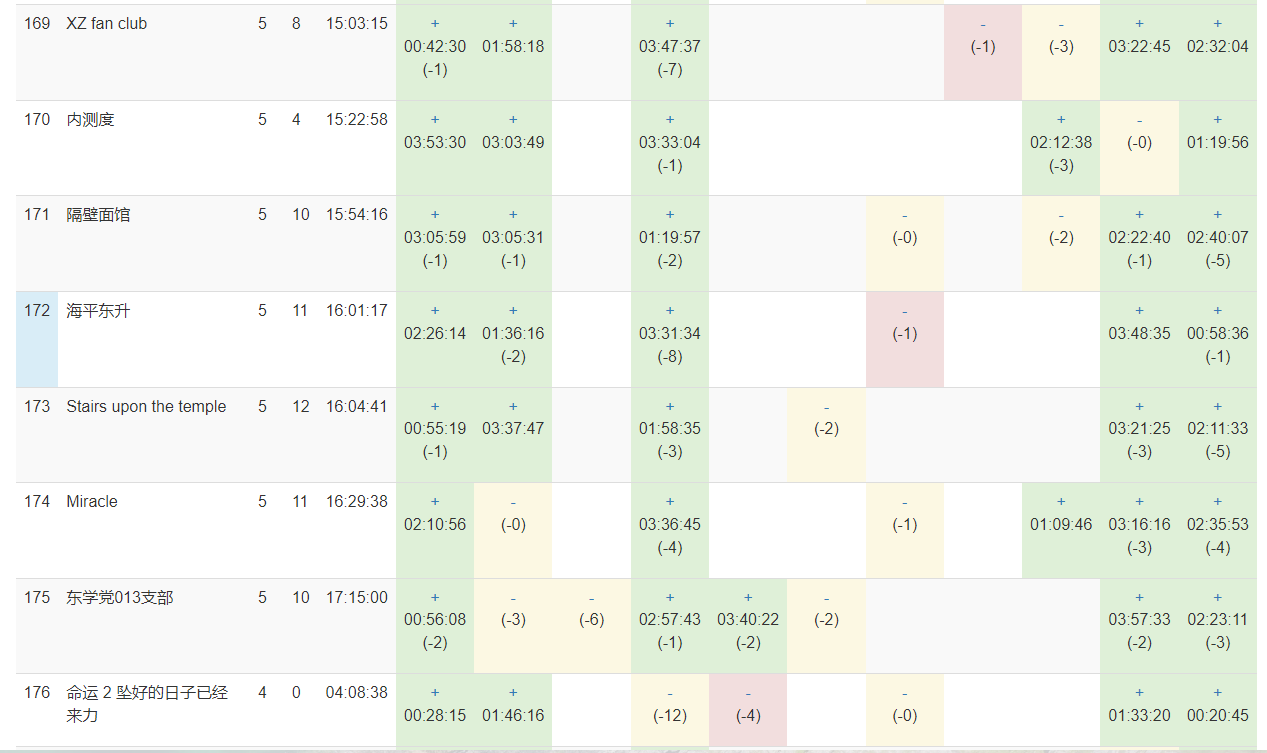 169 XZ fan club 5 8 15:03:15 + + + - - + +
00:42:30 01:58:18 03:47:37 (-1) (-3) 03:22:45 02:32:04
(-1) (-7)
170 内测度 5 4 15:22:58 + + + + - +
03:53:30 03:03:49 03:33:04 02:12:38 (-0) 01:19:56
(-1) (-3)
171 隔壁面馆 5 10 15:54:16 + + + - - + +
03:05:59 03:05:31 01:19:57 (-0) (-2) 02:22:40 02:40:07
(-1) (-1) (-2) (-1) (-5)
172 海平东升 5 11 16:01:17 + + + - + +
02:26:14 01:36:16 03:31:34 (-1) 03:48:35 00:58:36
(-2) (-8) (-1)
173 Stairs upon the temple 5 12 16:04:41 + + + - + +
00:55:19 03:37:47 01:58:35 (-2) 03:21:25 02:11:33
(-1) (-3) (-3) (-5)
174 Miracle 5 11 16:29:38 + - + - + + +
02:10:56 (-0) 03:36:45 (-1) 01:09:46 03:16:16 02:35:53
(-4) (-3) (-4)
175 东学党013支部 5 10 17:15:00 + - - + + - + +
00:56:08 (-3) (-6) 02:57:43 03:40:22 (-2) 03:57:33 02:23:11
(-2) (-1) (-2) (-2) (-3)
176 命运 2 坠好的日子已经 4 0 04:08:38 + + - - - + +
来力 00:28:15 01:46:16 (-12) (-4) (-0) 01:33:20 00:20:45